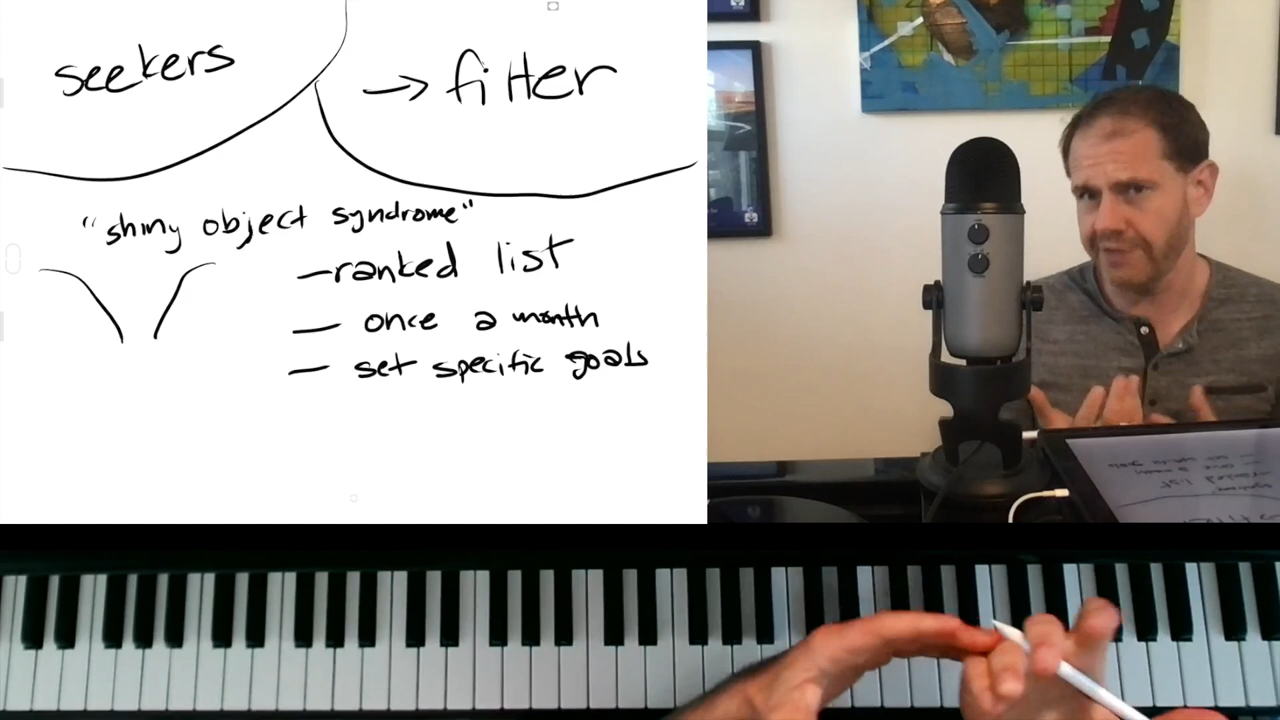 seekers
→ filter
"shiny object syndrome"
- ranked list
- once a month
- set specific goals